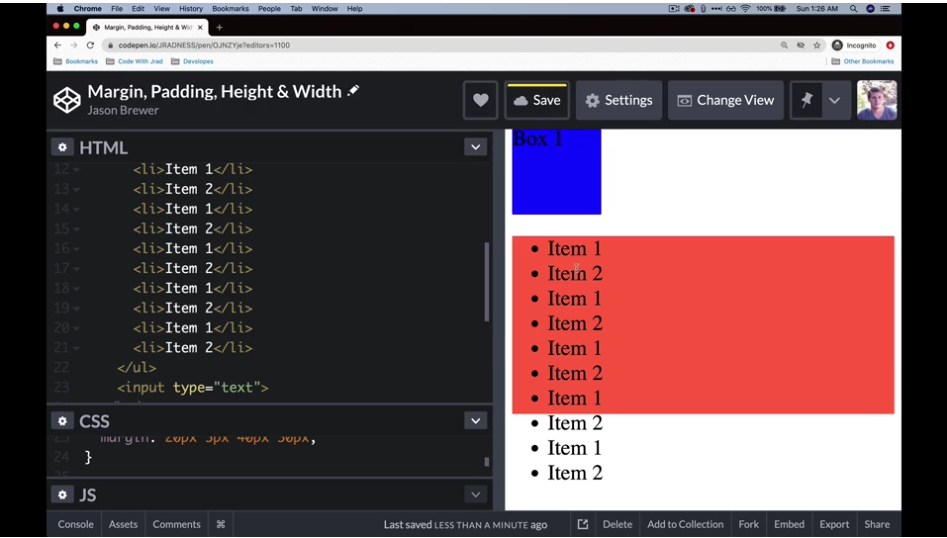 Chrome File Edit View History Bookmarks People Tab Window Help 100% Sun 1:26 AM
Margin, Padding, Height & Wid
codepen.io/JRADNESS/pen/OJNZYje?editors=1100 Incognito
Bookmarks Code With Jrad Developes Other Bookmarks
Margin, Padding, Height & Width
Jason Brewer
Save Settings Change View
HTML
12 <li>Item 1</li>
13 <li>Item 2</li>
14 <li>Item 1</li>
15 <li>Item 2</li>
16 <li>Item 1</li>
17 <li>Item 2</li>
18 <li>Item 1</li>
19 <li>Item 2</li>
20 <li>Item 1</li>
21 <li>Item 2</li>
22 </ul>
23 <input type="text">
CSS
24 }
JS
Box 1
Item 1
Item 2
Item 1
Item 2
Item 1
Item 2
Item 1
Item 2
Item 1
Item 2
Console Assets Comments ⌘ Last saved LESS THAN A MINUTE ago Delete Add to Collection Fork Embed Export Share